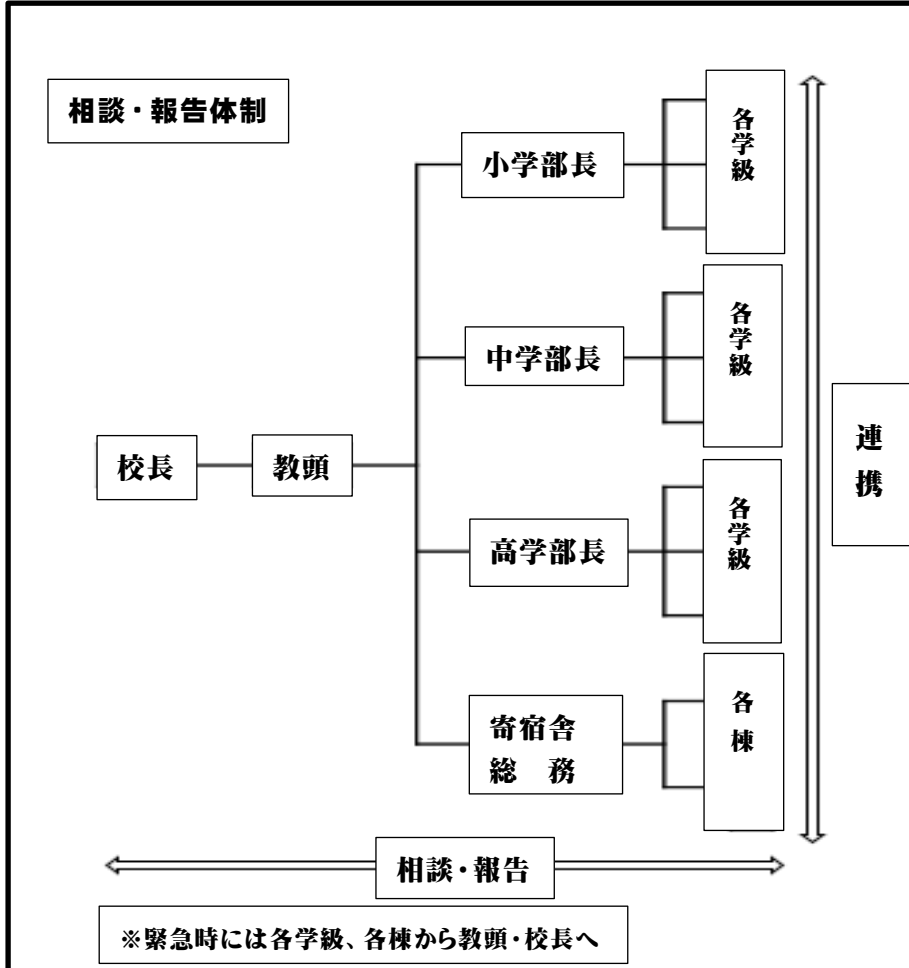 相談・報告体制
小学部長
各学級
中学部長
各学級
校長
教頭
連携
高学部長
各学級
寄宿舎
総　務
各棟
相談・報告
※緊急時には各学級、各棟から教頭・校長へ